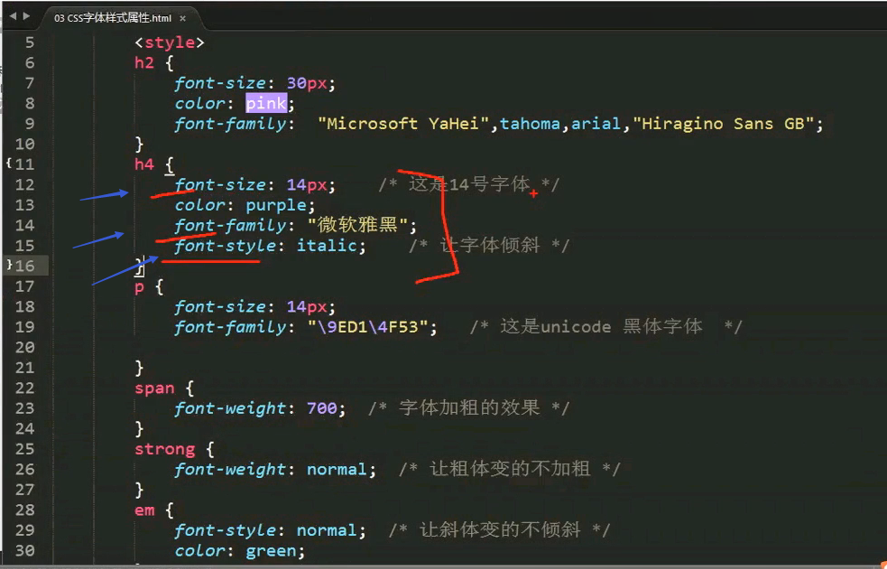 03 CSS字体样式属性.html ×
5 <style>
6 h2 {
7 font-size: 30px;
8 color: pink;
9 font-family: "Microsoft YaHei",tahoma,arial,"Hiragino Sans GB";
10 }
11 h4 {
12 font-size: 14px; /* 这是14号字体 */
13 color: purple;
14 font-family: "微软雅黑";
15 font-style: italic; /* 让字体倾斜 */
16 }
17 p {
18 font-size: 14px;
19 font-family: "\9ED1\4F53"; /* 这是unicode 黑体字体 */
20
21 }
22 span {
23 font-weight: 700; /* 字体加粗的效果 */
24 }
25 strong {
26 font-weight: normal; /* 让粗体变的不加粗 */
27 }
28 em {
29 font-style: normal; /* 让斜体变的不倾斜 */
30 color: green;